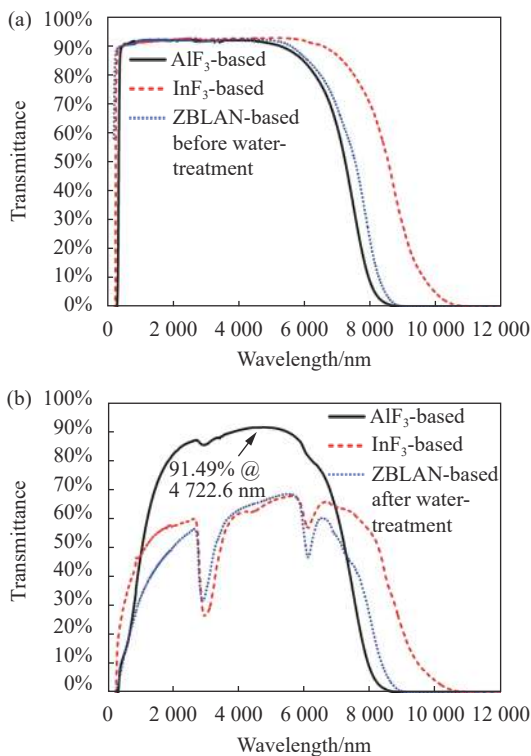 (a)
100%
90%
80%
70%
60%
50%
40%
30%
20%
10%
0%
Transmittance
AlF₃-based
InF₃-based
ZBLAN-based
before water-
treatment
0 2 000 4 000 6 000 8 000 10 000 12 000
Wavelength/nm
(b)
100%
90%
80%
70%
60%
50%
40%
30%
20%
10%
0%
Transmittance
AlF₃-based
InF₃-based
ZBLAN-based
after water-
treatment
91.49% @
4 722.6 nm
0 2 000 4 000 6 000 8 000 10 000 12 000
Wavelength/nm